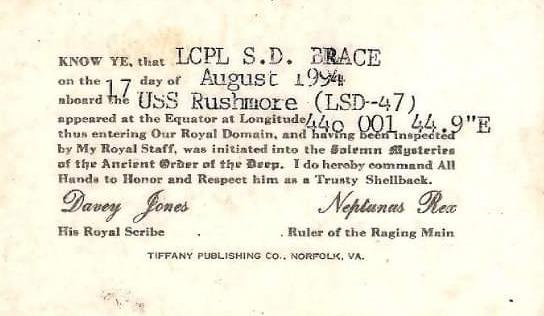 KNOW YE, that LCPL S.D. BRACE
on the 17 day of August 1994
aboard the USS Rushmore (LSD-47)
appeared at the Equator at Longitude 44o 001 44.9"E
thus entering Our Royal Domain, and having been inspected
by My Royal Staff, was initiated into the Solemn Mysteries
of the Ancient Order of the Deep. I do hereby command All
Hands to Honor and Respect him as a Trusty Shellback.
Davey Jones Neptunus Rex
His Royal Scribe Ruler of the Raging Main
TIFFANY PUBLISHING CO., NORFOLK, VA.